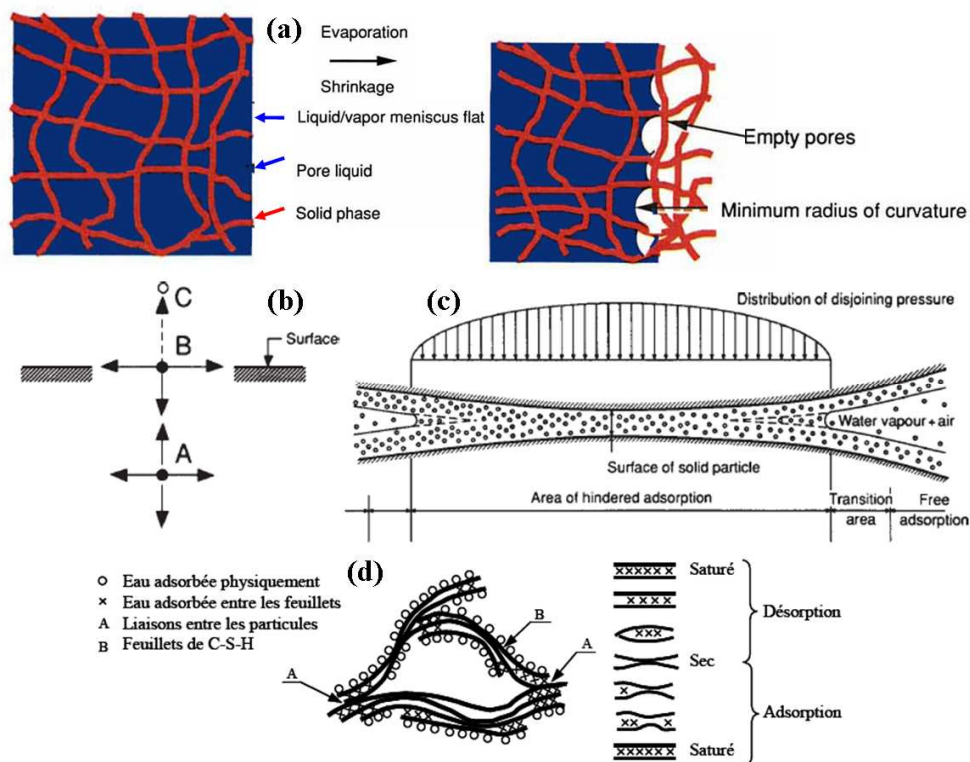 (a)
Evaporation
Shrinkage
Liquid/vapor meniscus flat
Pore liquid
Solid phase
Empty pores
Minimum radius of curvature
(b)
C
B
Surface
A
(c)
Distribution of disjoining pressure
Water vapour + air
Surface of solid particle
Area of hindered adsorption
Transition area
Free adsorption
(d)
o Eau adsorbée physiquement
× Eau adsorbée entre les feuillets
A Liaisons entre les particules
B Feuillets de C-S-H
B
A
A
Saturé
Désorption
Sec
Adsorption
Saturé